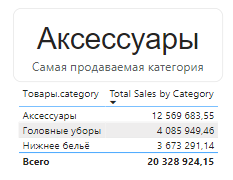 Аксессуары
Самая продаваемая категория
Товары.category Total Sales by Category
Аксессуары 12 569 683,55
Головные уборы 4 085 949,46
Нижнее бельё 3 673 291,14
Всего 20 328 924,15